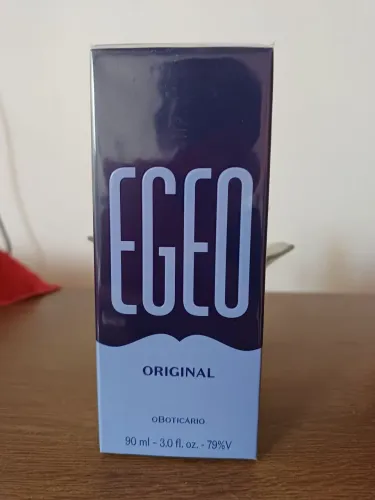 EGEO
ORIGINAL
oBoticário
90 ml - 3.0 fl. oz. - 79%V